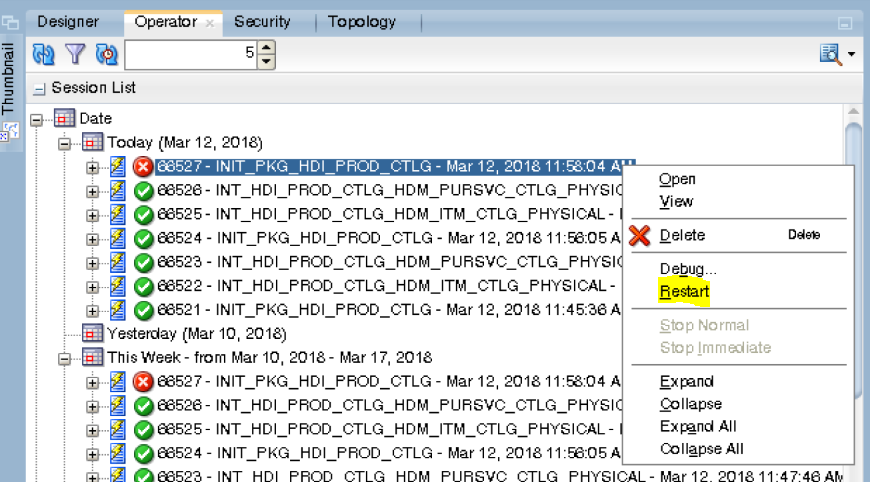 Designer Operator Security Topology
Thumbnail
5
Session List
Date
Today (Mar 12, 2018)
66527 - INIT_PKG_HDI_PROD_CTLG - Mar 12, 2018 11:58:04 AM
66526 - INT_HDI_PROD_CTLG_HDM_PURSVC_CTLG_PHYSIC
66525 - INT_HDI_PROD_CTLG_HDM_ITM_CTLG_PHYSICAL -
66524 - INIT_PKG_HDI_PROD_CTLG - Mar 12, 2018 11:56:05 A
66523 - INT_HDI_PROD_CTLG_HDM_PURSVC_CTLG_PHYSIC
66522 - INT_HDI_PROD_CTLG_HDM_ITM_CTLG_PHYSICAL -
66521 - INIT_PKG_HDI_PROD_CTLG - Mar 12, 2018 11:45:36 A
Yesterday (Mar 10, 2018)
This Week - from Mar 10, 2018 - Mar 17, 2018
66527 - INIT_PKG_HDI_PROD_CTLG - Mar 12, 2018 11:58:04 A
66526 - INT_HDI_PROD_CTLG_HDM_PURSVC_CTLG_PHYSIC
66525 - INT_HDI_PROD_CTLG_HDM_ITM_CTLG_PHYSICAL -
66524 - INIT_PKG_HDI_PROD_CTLG - Mar 12, 2018 11:56:05 A
66523 - INT_HDI_PROD_CTLG_HDM_PURSVC_CTLG_PHYSICAL - Mar 12, 2018 11:47:46 AM
Open
View
Delete Delete
Debug...
Restart
Stop Normal
Stop Immediate
Expand
Collapse
Expand All
Collapse All